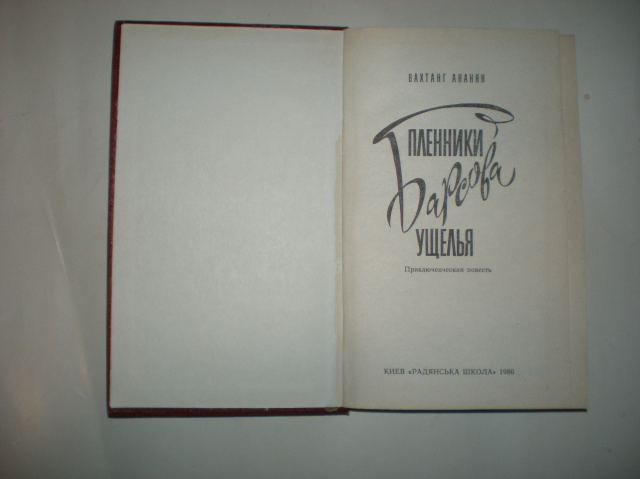 ВАХТАНГ АНАНЯН
ПЛЕННИКИ
Барсова
УЩЕЛЬЯ
Приключенческая повесть
КИЕВ «РАДЯНСЬКА ШКОЛА» 1986